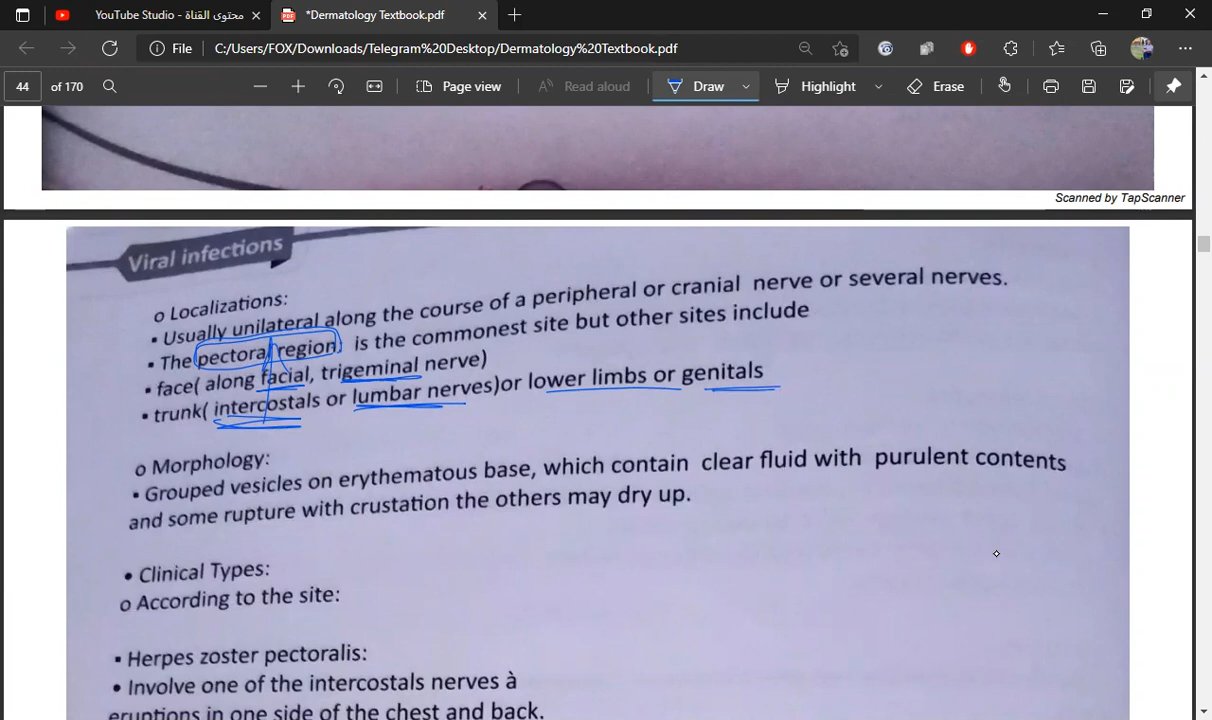 YouTube Studio - محتوى القناة
*Dermatology Textbook.pdf
File C:/Users/FOX/Downloads/Telegram%20Desktop/Dermatology%20Textbook.pdf
44 of 170 Page view Read aloud Draw Highlight Erase
Scanned by TapScanner
Viral infections
o Localizations:
▪ Usually unilateral along the course of a peripheral or cranial nerve or several nerves.
▪ The pectoral region is the commonest site but other sites include
▪ face( along facial, trigeminal nerve)
▪ trunk( intercostals or lumbar nerves)or lower limbs or genitals
o Morphology:
▪ Grouped vesicles on erythematous base, which contain clear fluid with purulent contents
and some rupture with crustation the others may dry up.
• Clinical Types:
o According to the site:
▪ Herpes zoster pectoralis:
• Involve one of the intercostals nerves à
eruptions in one side of the chest and back.